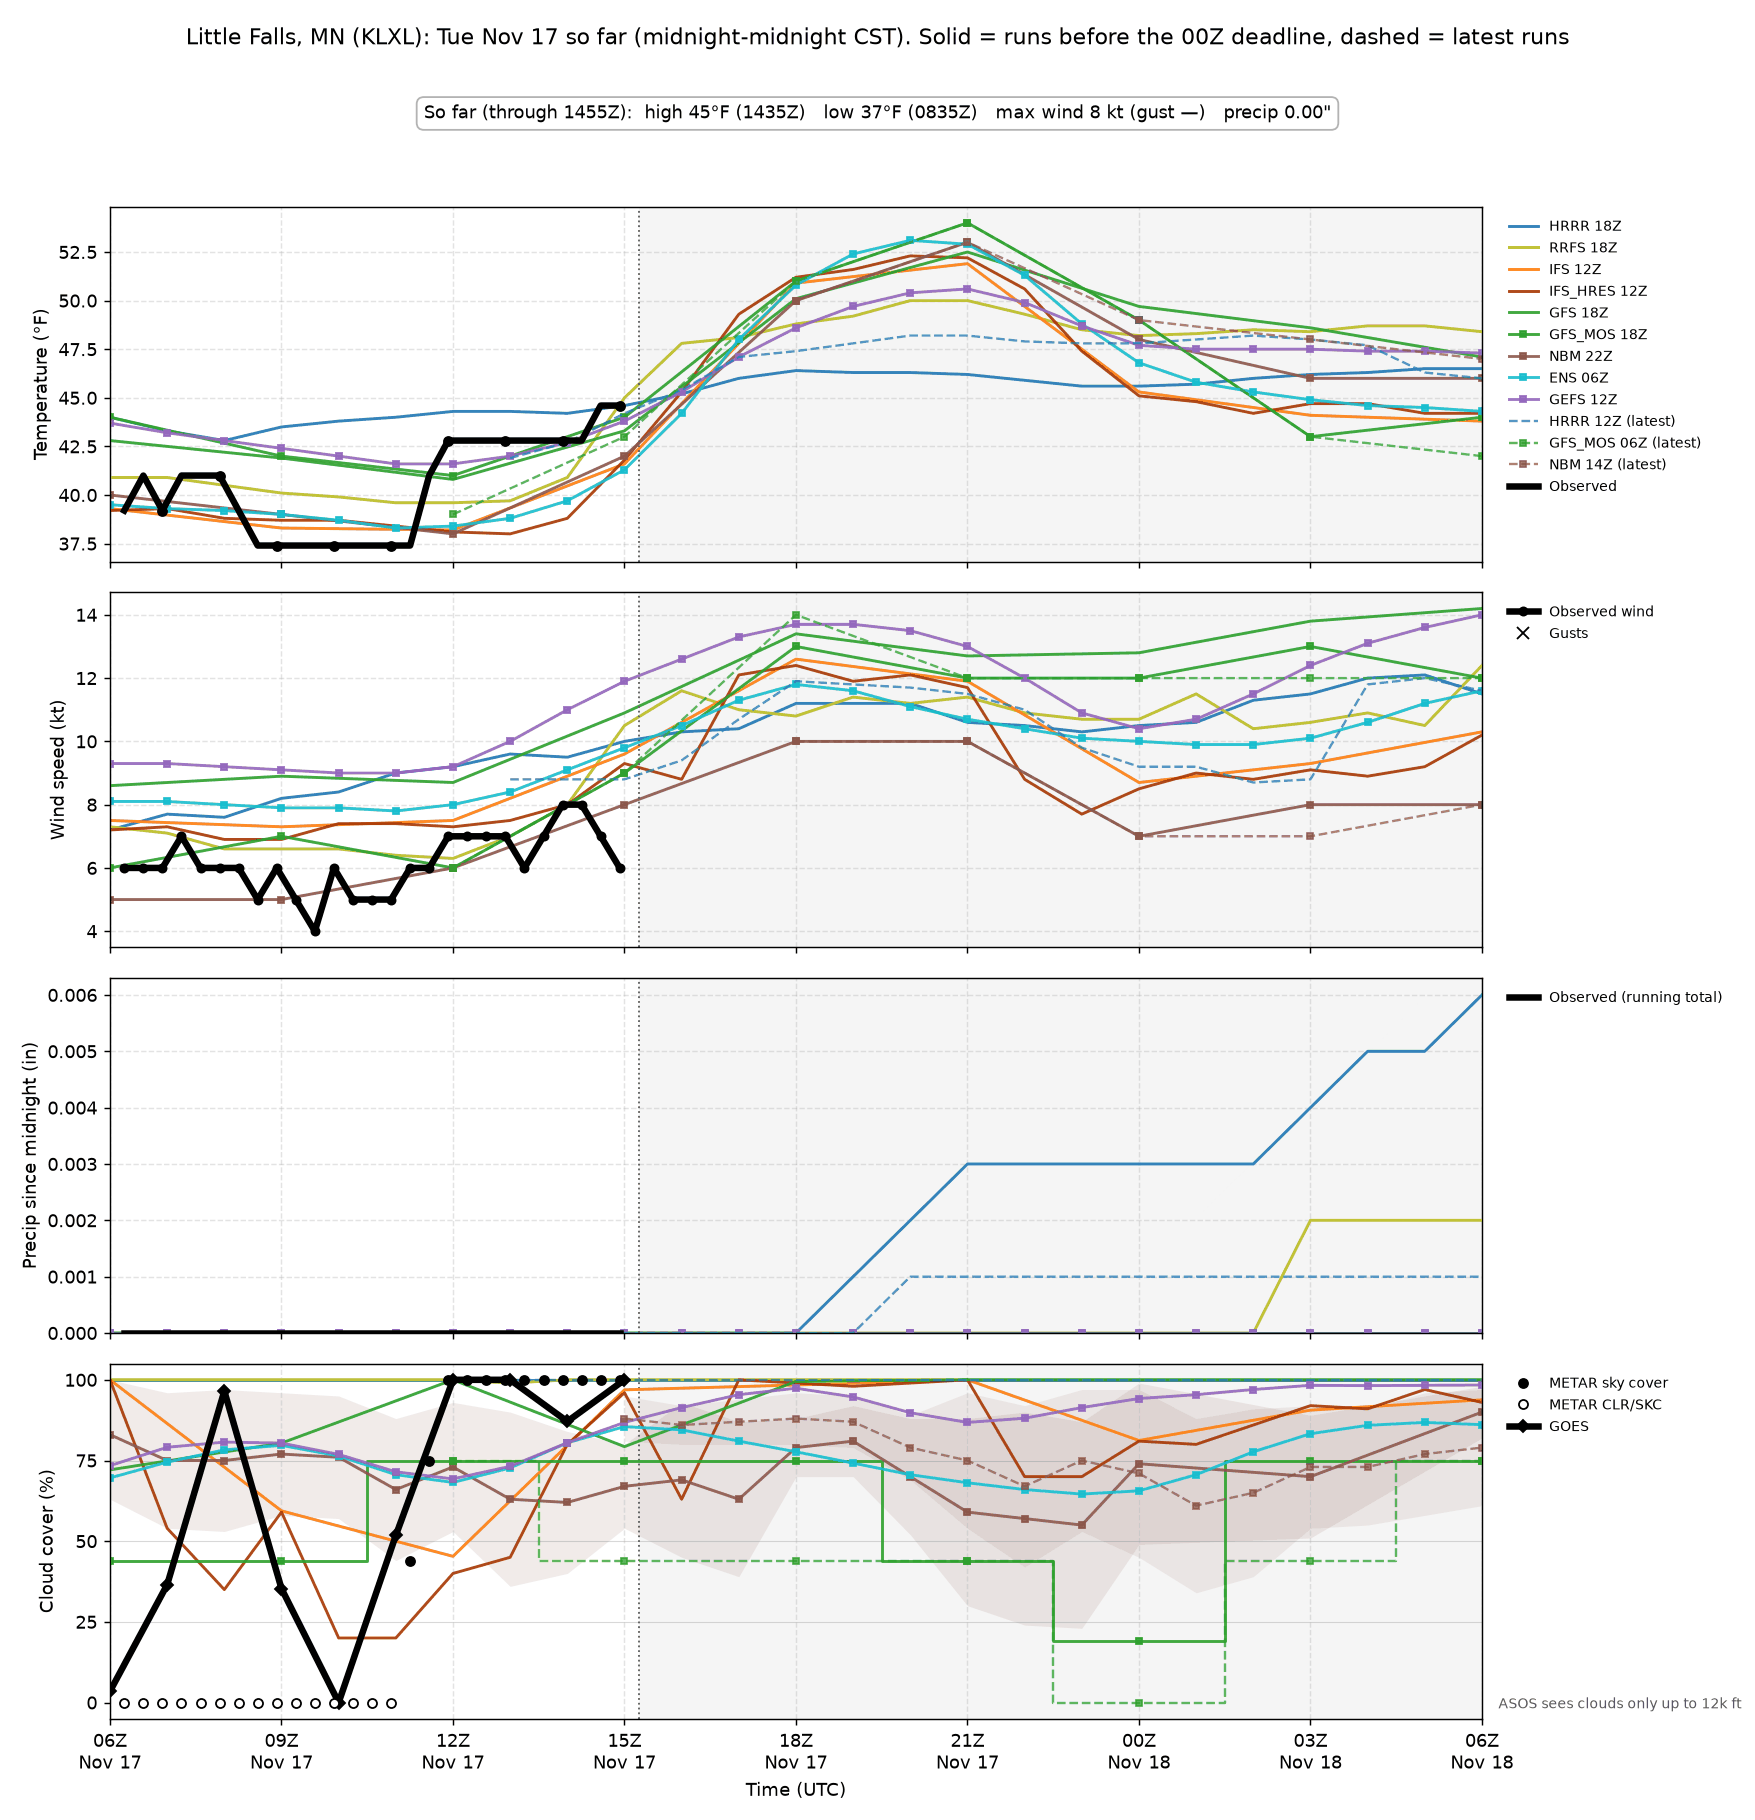 Little Falls, MN (KLXL): Tue Nov 17 so far (midnight-midnight CST). Solid = runs before the 00Z deadline, dashed = latest runs
So far (through 1455Z):  high 45°F (1435Z)   low 37°F (0835Z)   max wind 8 kt (gust —)   precip 0.00"
Temperature (°F)
52.5
50.0
47.5
45.0
42.5
40.0
37.5
HRRR 18Z
RRFS 18Z
IFS 12Z
IFS_HRES 12Z
GFS 18Z
GFS_MOS 18Z
NBM 22Z
ENS 06Z
GEFS 12Z
HRRR 12Z (latest)
GFS_MOS 06Z (latest)
NBM 14Z (latest)
Observed
Wind speed (kt)
14
12
10
8
6
4
Observed wind
Gusts
Precip since midnight (in)
0.006
0.005
0.004
0.003
0.002
0.001
0.000
Observed (running total)
Cloud cover (%)
100
75
50
25
0
METAR sky cover
METAR CLR/SKC
GOES
ASOS sees clouds only up to 12k ft
06Z
Nov 17
09Z
Nov 17
12Z
Nov 17
15Z
Nov 17
18Z
Nov 17
21Z
Nov 17
00Z
Nov 18
03Z
Nov 18
06Z
Nov 18
Time (UTC)